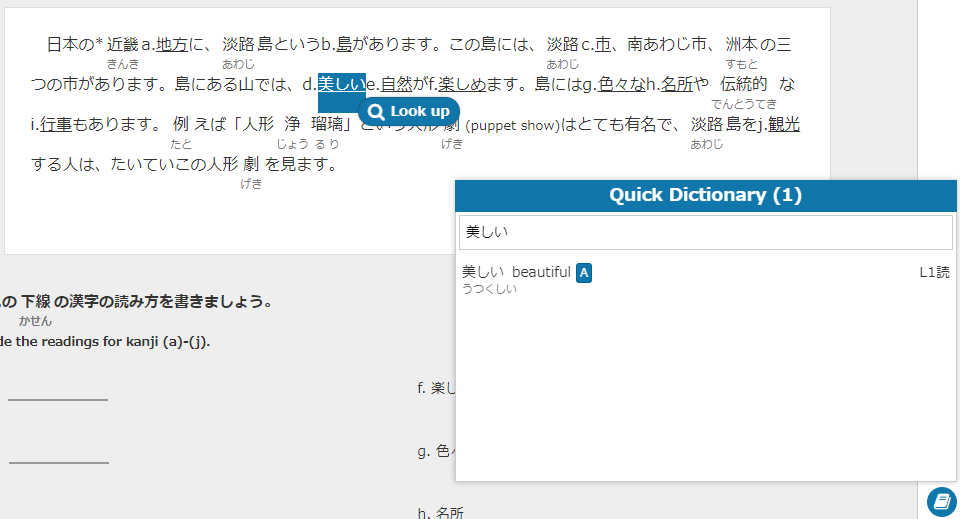 日本の*近畿a.地方に、淡路島というb.島があります。この島には、淡路c.市、南あわじ市、洲本の三
きんき あわじ あわじ すもと
つの市があります。島にある山では、d.美しいe.自然がf.楽しめます。島にはg.色々なh.名所や 伝統的 な
でんとうてき
Look up
i.行事もあります。 例 えば「人形 浄 瑠璃」という人形 劇 (puppet show)はとても有名で、淡路島をj.観光
たと じょう るり げき あわじ
する人は、たいていこの人形 劇 を見ます。
げき
Quick Dictionary (1)
美しい
美しい beautiful A L1読
うつくしい
の 下線 の漢字の読み方を書きましょう。
かせん
de the readings for kanji (a)-(j).
f. 楽し
g. 色々
h. 名所